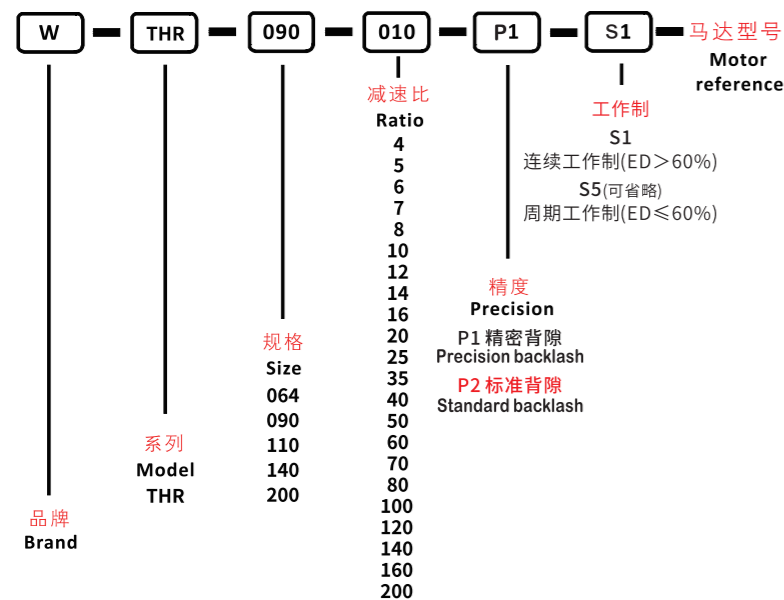 W THR 090 010 P1 S1 马达型号
Motor
reference
品牌
Brand
系列
Model
THR
规格
Size
064
090
110
140
200
减速比
Ratio
4
5
6
7
8
10
12
14
16
20
25
35
40
50
60
70
80
100
120
140
160
200
精度
Precision
P1 精密背隙
Precision backlash
P2 标准背隙
Standard backlash
工作制
S1
连续工作制(ED＞60%)
S5(可省略)
周期工作制(ED≤60%)